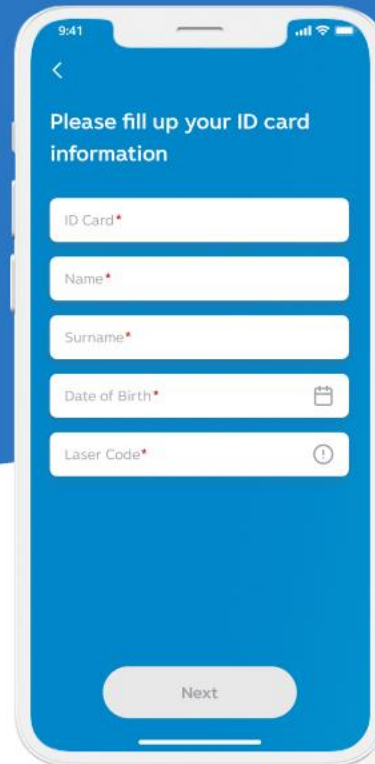 9:41
Please fill up your ID card
information
ID Card*
Name*
Surname*
Date of Birth*
Laser Code*
Next